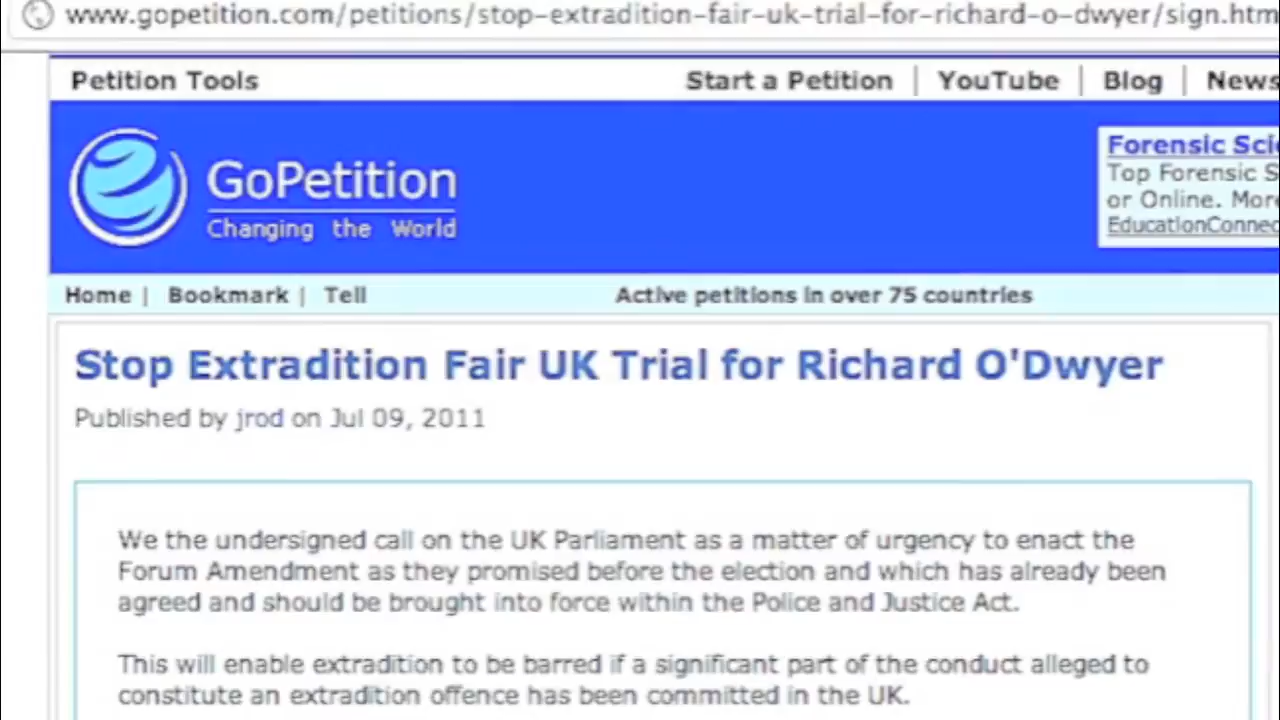 www.gopetition.com/petitions/stop-extradition-fair-uk-trial-for-richard-o-dwyer/sign.htm
Petition Tools
Start a Petition | YouTube | Blog | News
GoPetition
Changing the World
Forensic Sci
Top Forensic S
or Online. More
EducationConnec
Home | Bookmark | Tell
Active petitions in over 75 countries
Stop Extradition Fair UK Trial for Richard O'Dwyer
Published by jrod on Jul 09, 2011
We the undersigned call on the UK Parliament as a matter of urgency to enact the
Forum Amendment as they promised before the election and which has already been
agreed and should be brought into force within the Police and Justice Act.
This will enable extradition to be barred if a significant part of the conduct alleged to
constitute an extradition offence has been committed in the UK.